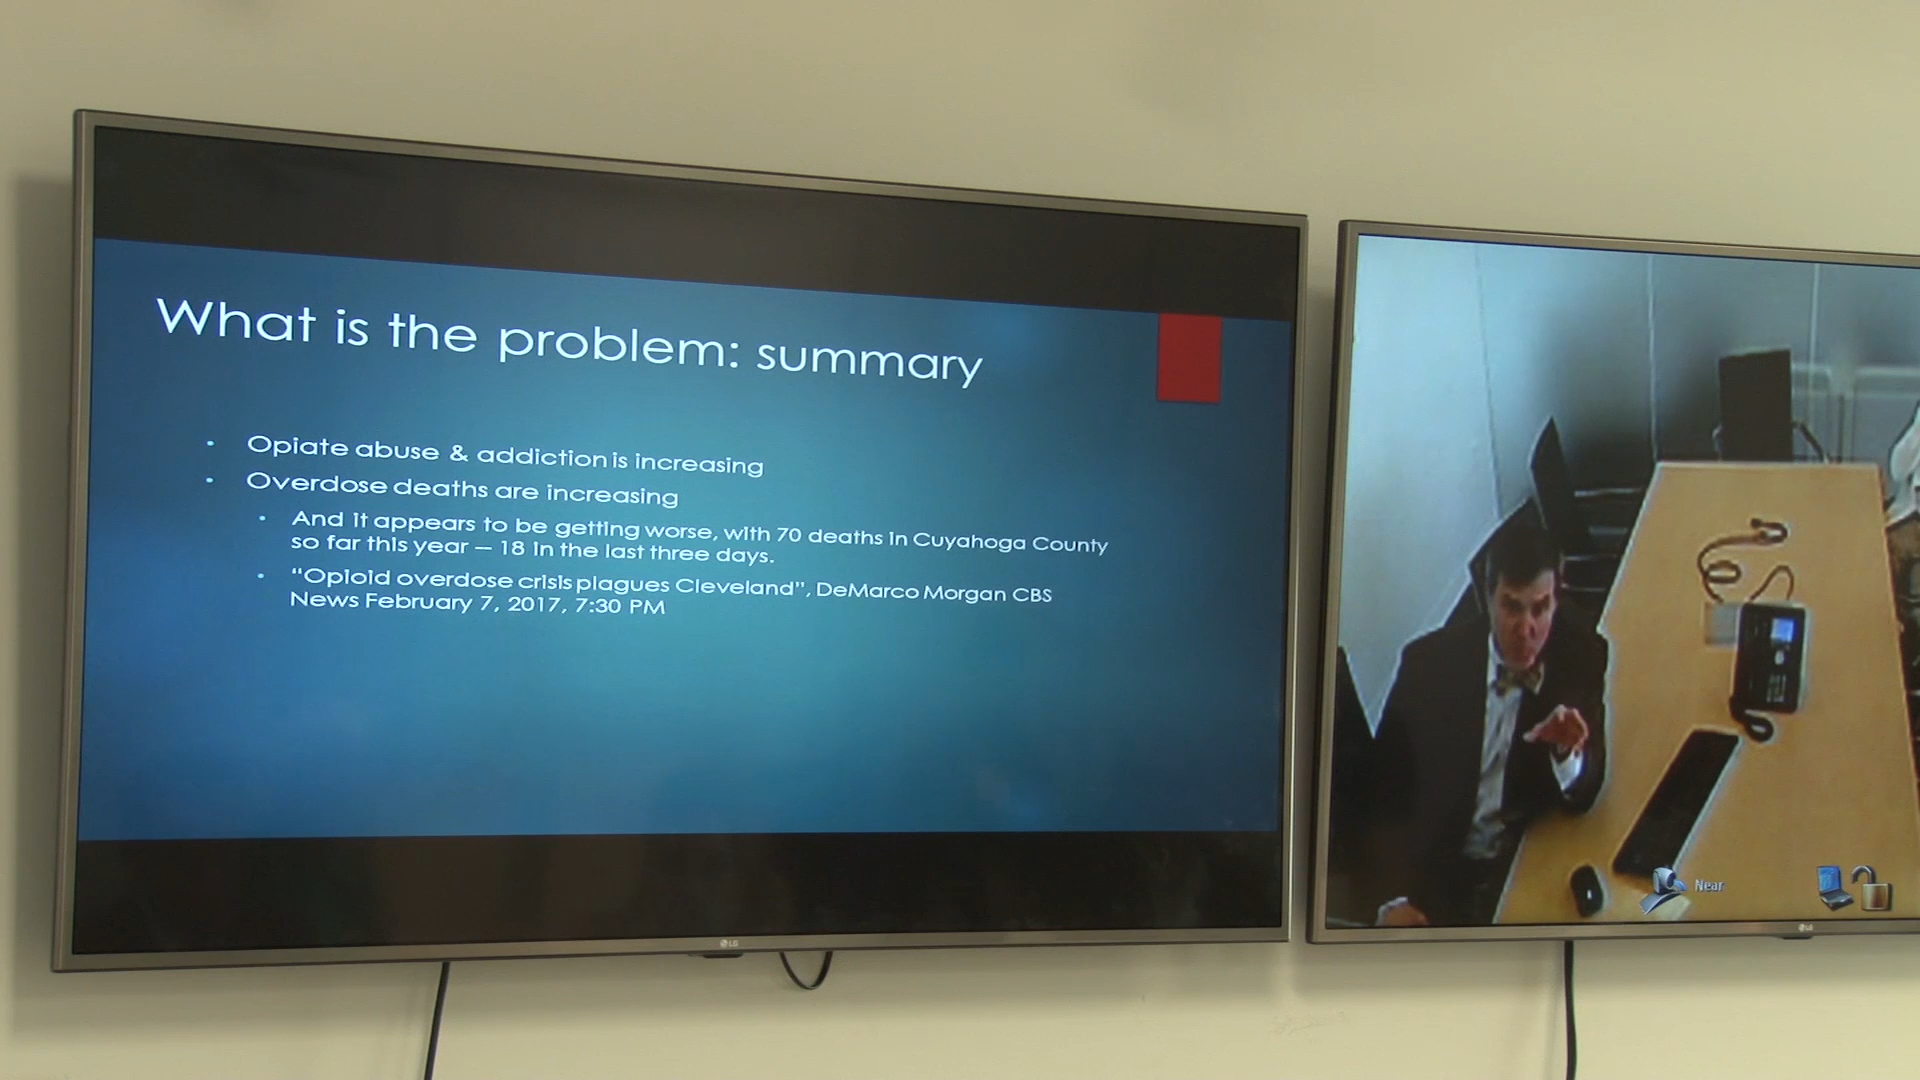 What is the problem: summary
• Opiate abuse & addiction is increasing
• Overdose deaths are increasing
• And it appears to be getting worse, with 70 deaths in Cuyahoga County
so far this year – 18 in the last three days.
• “Opioid overdose crisis plagues Cleveland”, DeMarco Morgan CBS
News February 7, 2017, 7:30 PM
LG
Near
LG